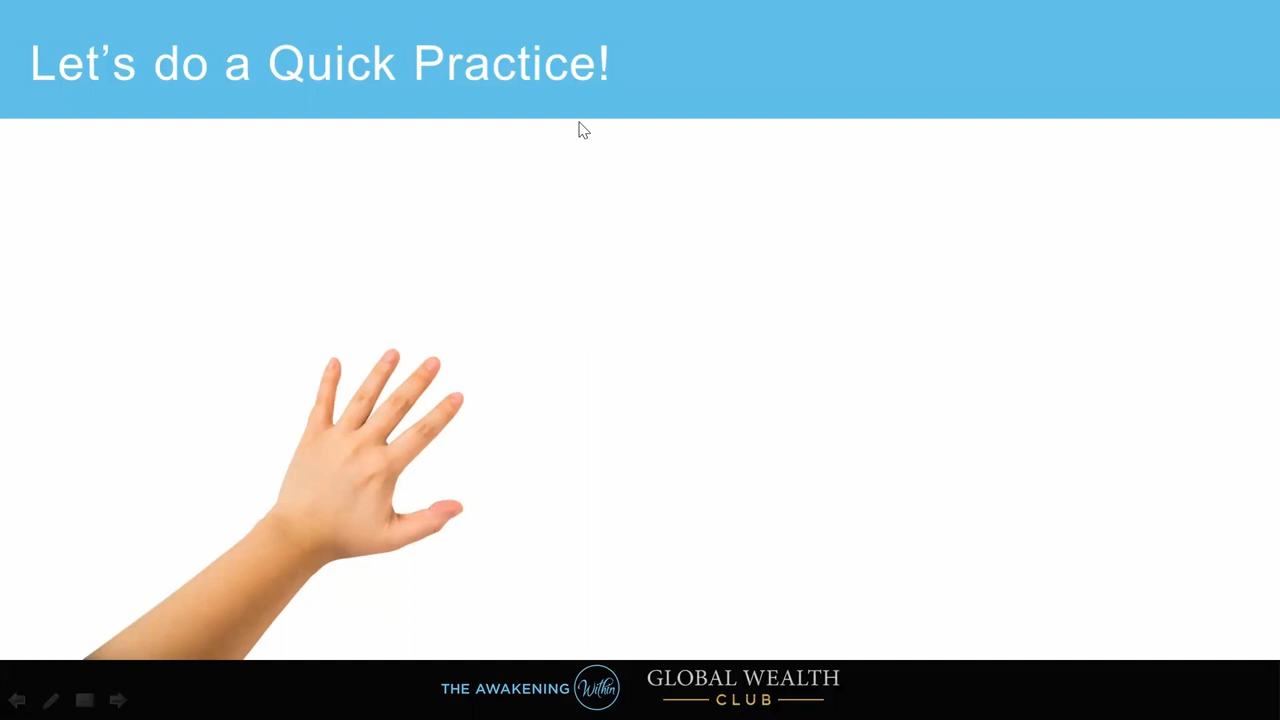 Let’s do a Quick Practice!
THE AWAKENING Within
GLOBAL WEALTH
CLUB